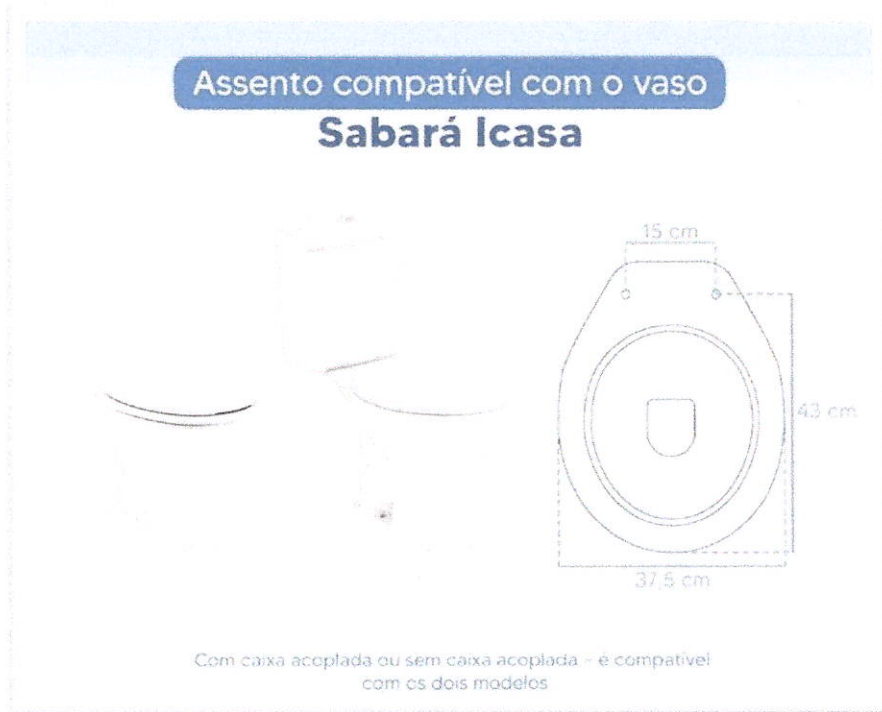 Assento compatível com o vaso
Sabará Icasa
15 cm
43 cm
37,5 cm
Com caixa acoplada ou sem caixa acoplada - é compatível
com os dois modelos